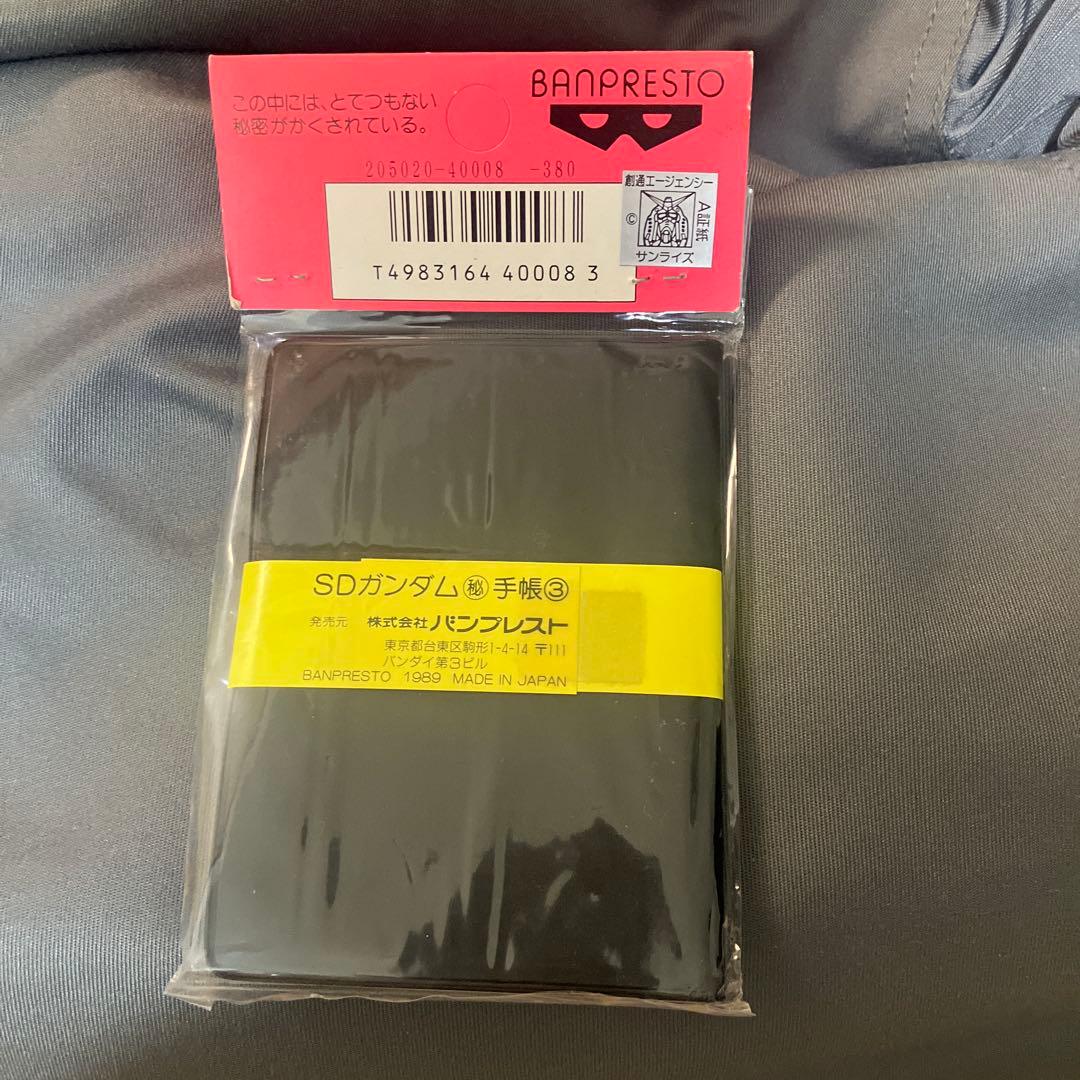 この中には、とてつもない
秘密がかくされている。
BANPRESTO
205020-40008 -380
T4983164 40008 3
創通エージェンシー
©
A証紙
サンライズ
SDガンダム㊙手帳③
発売元 株式会社 バンプレスト
東京都台東区駒形1-4-14 〒111
バンダイ第3ビル
BANPRESTO 1989 MADE IN JAPAN